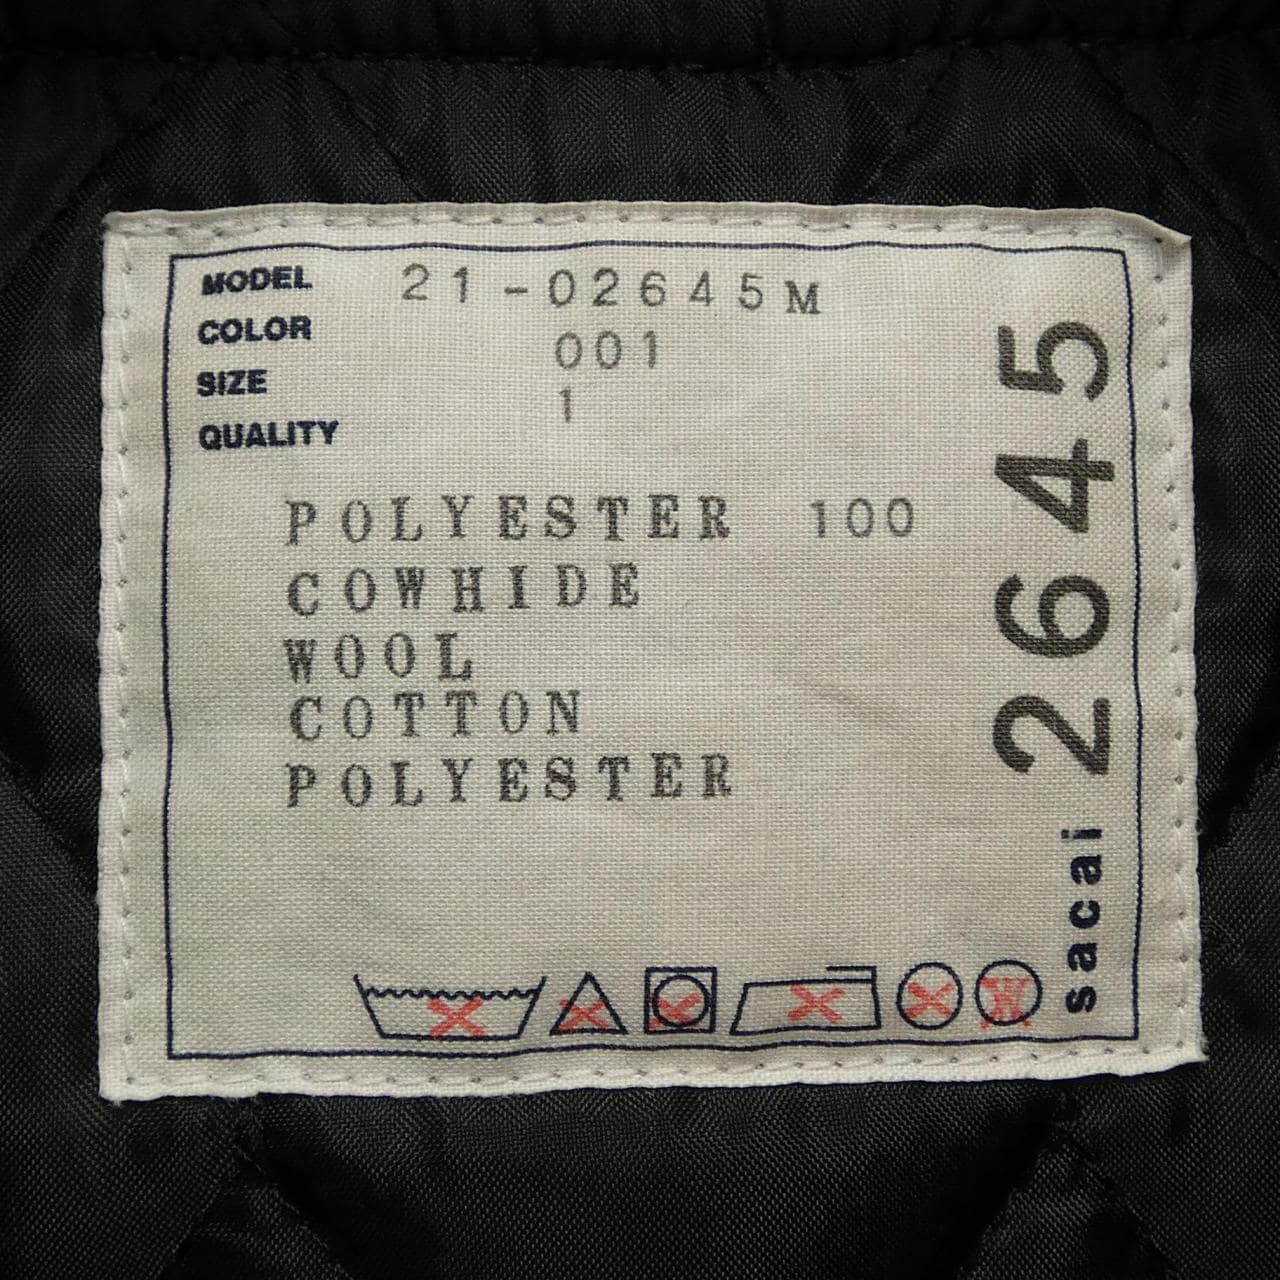 MODEL 21-02645M
COLOR 001
SIZE 1
QUALITY
POLYESTER 100
COWHIDE
WOOL
COTTON
POLYESTER
sacai 2645